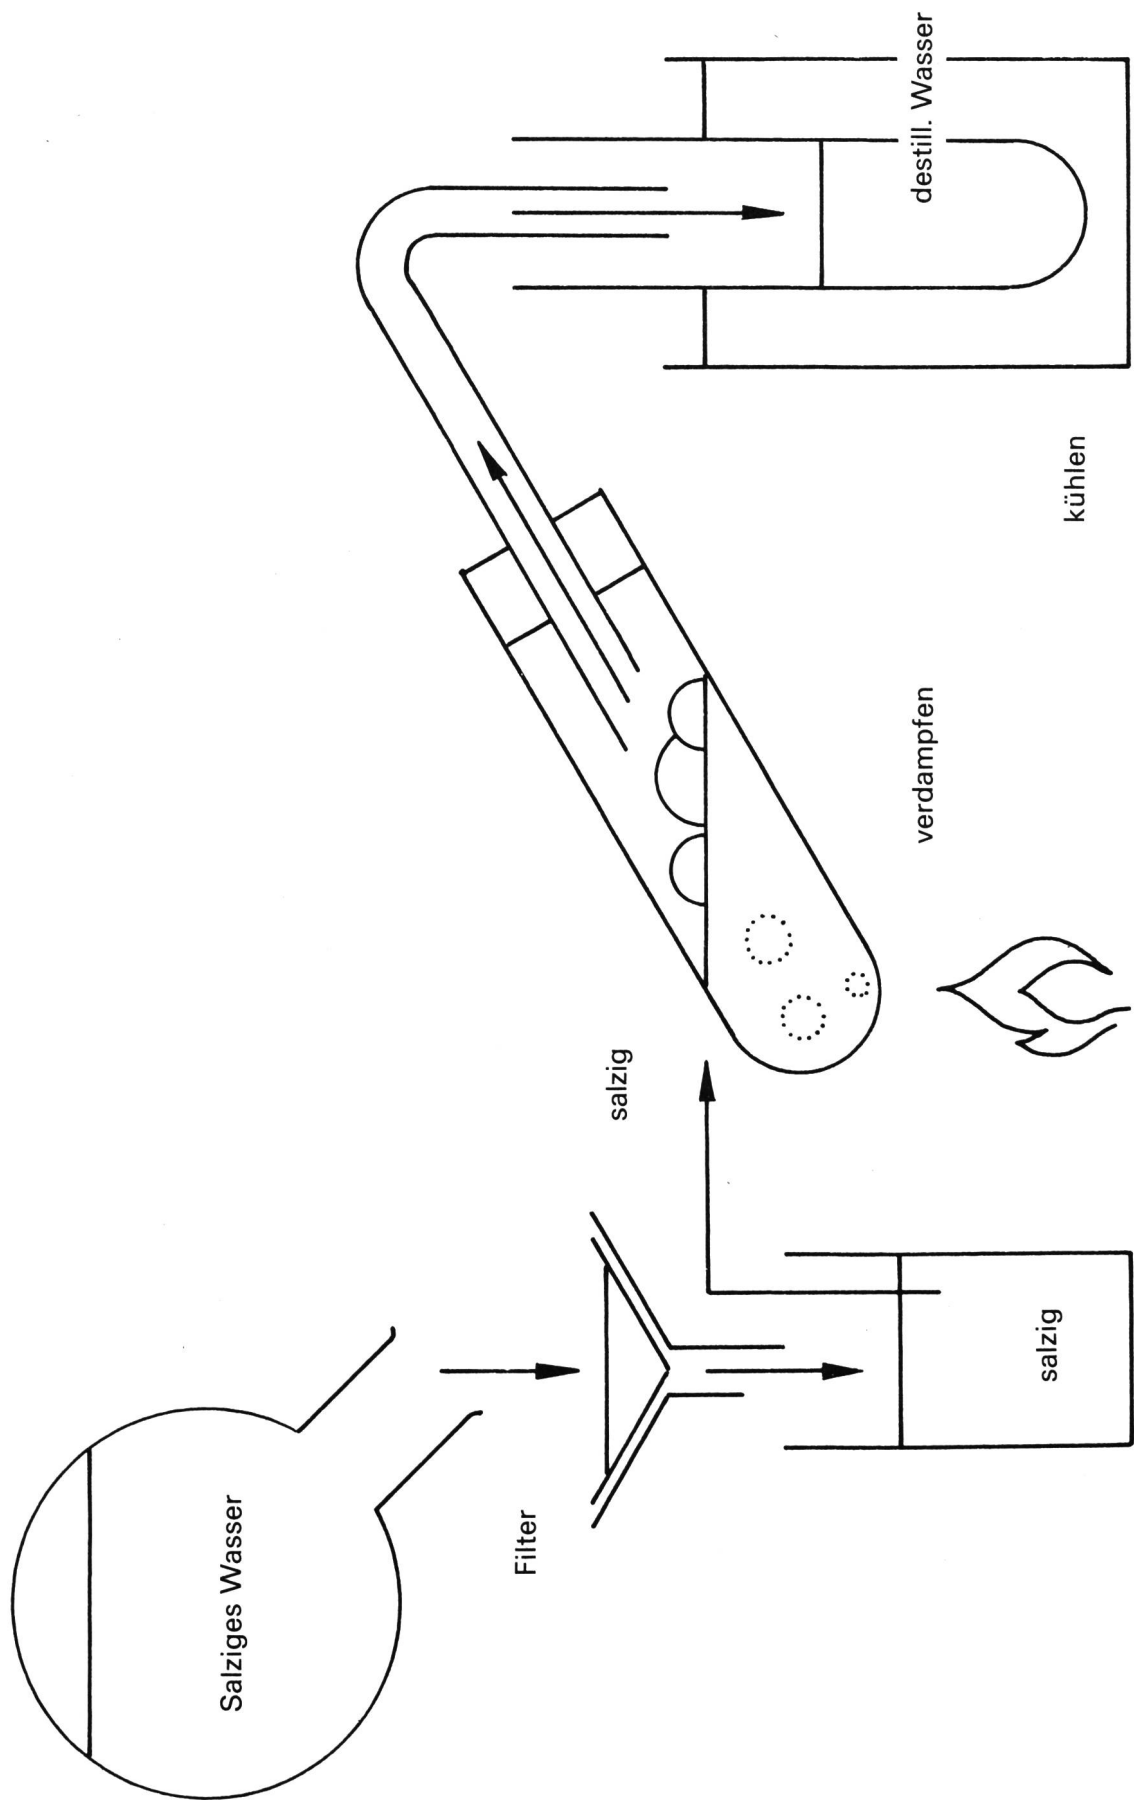 Salziges Wasser
Filter
salzig
salzig
verdampfen
kühlen
destill. Wasser